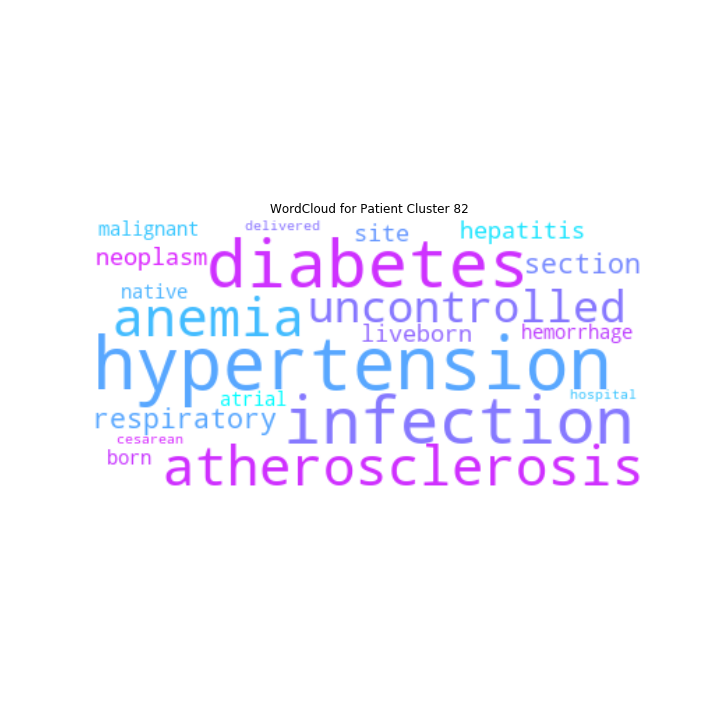 WordCloud for Patient Cluster 82
malignant
delivered
site
hepatitis
neoplasm
diabetes
section
native
anemia
uncontrolled
liveborn
hemorrhage
hypertension
atrial
hospital
respiratory
infection
cesarean
born
atherosclerosis